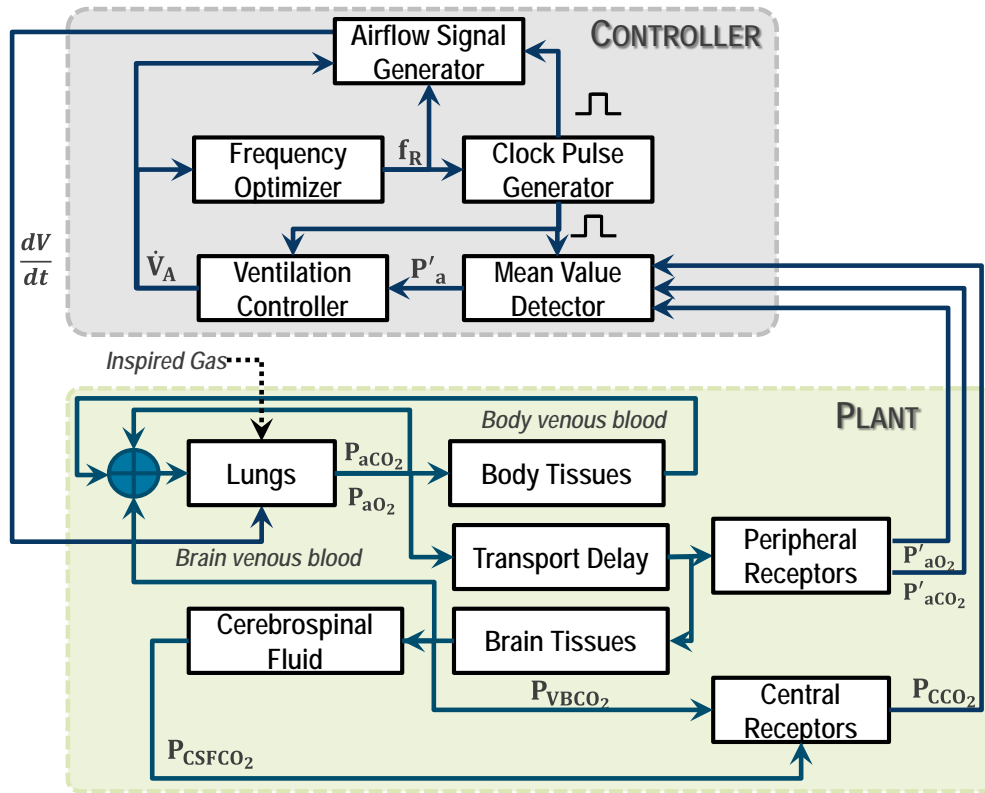 CONTROLLER
Airflow Signal
Generator
Frequency
Optimizer
f_R
Clock Pulse
Generator
dV
dt
V̇_A
Ventilation
Controller
P′_a
Mean Value
Detector
Inspired Gas
PLANT
Body venous blood
Lungs
P_aCO₂
P_aO₂
Body Tissues
Brain venous blood
Transport Delay
Peripheral
Receptors
P′_aO₂
P′_aCO₂
Cerebrospinal
Fluid
Brain Tissues
P_VBCO₂
Central
Receptors
P_CCO₂
P_CSFCO₂